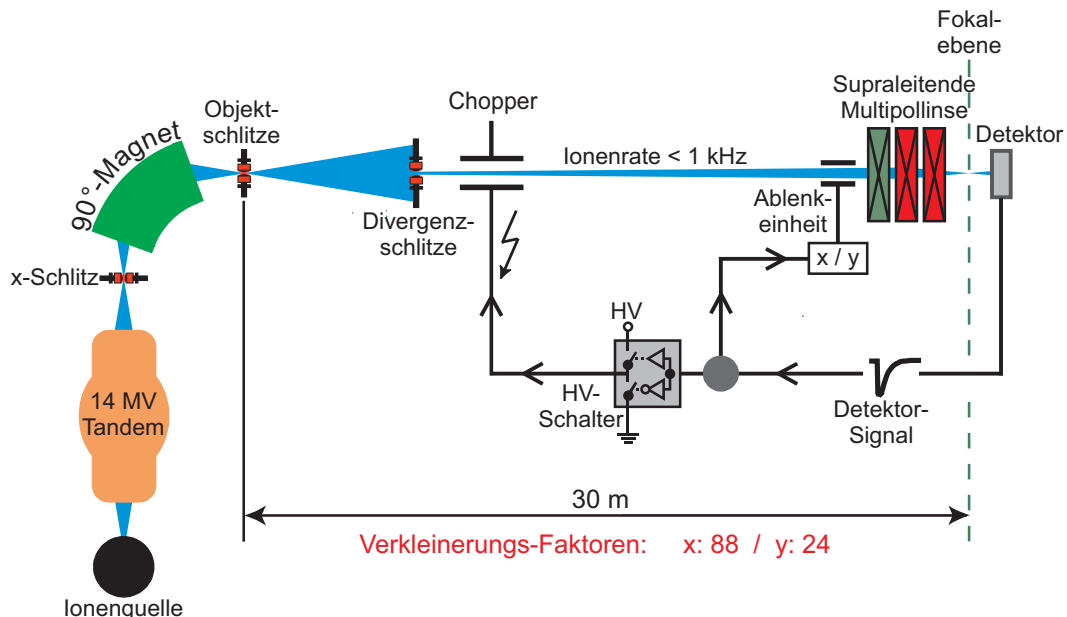 Fokal-
ebene
Supraleitende
Multipollinse
Detektor
Chopper
Objekt-
schlitze
90°-Magnet
Ionenrate < 1 kHz
Ablenk-
einheit
Divergenz-
schlitze
x-Schlitz
x / y
HV
14 MV
Tandem
HV-
Schalter
Detektor-
Signal
30 m
Verkleinerungs-Faktoren: x: 88 / y: 24
Ionenquelle